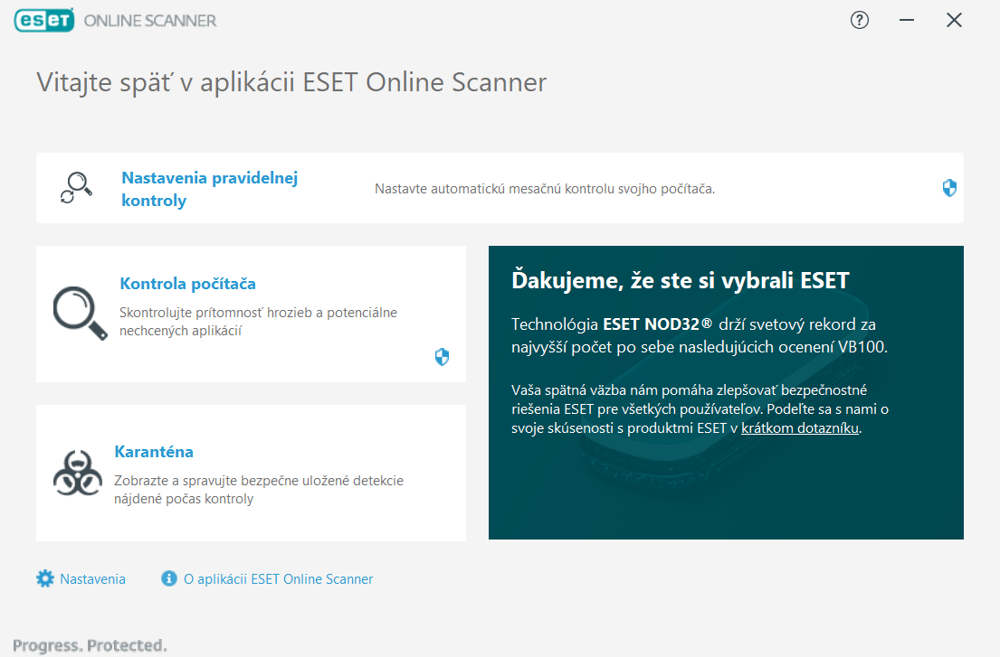 eset ONLINE SCANNER
Vitajte späť v aplikácii ESET Online Scanner
Nastavenia pravidelnej
kontroly
Nastavte automatickú mesačnú kontrolu svojho počítača.
Kontrola počítača
Skontrolujte prítomnosť hrozieb a potenciálne
nechcených aplikácií
Karanténa
Zobrazte a spravujte bezpečne uložené detekcie
nájdené počas kontroly
Ďakujeme, že ste si vybrali ESET
Technológia ESET NOD32® drží svetový rekord za
najvyšší počet po sebe nasledujúcich ocenení VB100.
Vaša spätná väzba nám pomáha zlepšovať bezpečnostné
riešenia ESET pre všetkých používateľov. Podeľte sa s nami o
svoje skúsenosti s produktmi ESET v krátkom dotazníku.
Nastavenia
O aplikácii ESET Online Scanner
Progress. Protected.